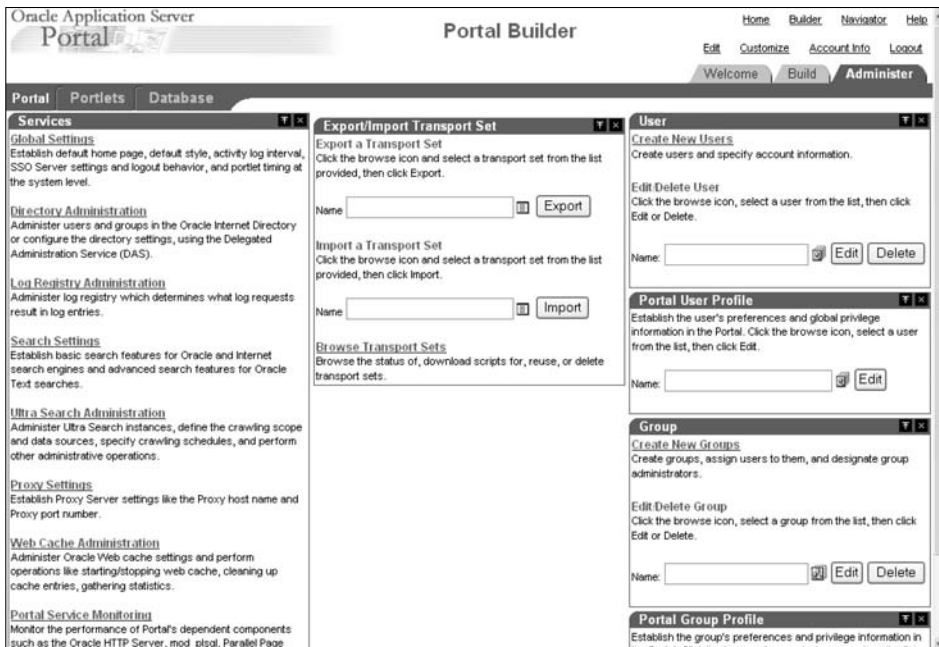 Oracle Application Server
Portal
Portal Builder
Home Builder Navigator Help
Edit Customize Account Info Logout
Welcome Build Administer
Portal Portlets Database
Services
Global Settings
Establish default home page, default style, activity log interval,
SSO Server settings and logout behavior, and portlet timing at
the system level.
Directory Administration
Administer users and groups in the Oracle Internet Directory
or configure the directory settings, using the Delegated
Administration Service (DAS).
Log Registry Administration
Administer log registry which determines what log requests
result in log entries.
Search Settings
Establish basic search features for Oracle and Internet
search engines and advanced search features for Oracle
Text searches.
Ultra Search Administration
Administer Ultra Search instances, define the crawling scope
and data sources, specify crawling schedules, and perform
other administrative operations.
Proxy Settings
Establish Proxy Server settings like the Proxy host name and
Proxy port number.
Web Cache Administration
Administer Oracle Web cache settings and perform
operations like starting/stopping web cache, cleaning up
cache entries, gathering statistics.
Portal Service Monitoring
Monitor the performance of Portal's dependent components
such as the Oracle HTTP Server, mod_plsql, Parallel Page
Export/Import Transport Set
Export a Transport Set
Click the browse icon and select a transport set from the list
provided, then click Export.
Name Export
Import a Transport Set
Click the browse icon and select a transport set from the list
provided, then click Import.
Name Import
Browse Transport Sets
Browse the status of, download scripts for, reuse, or delete
transport sets.
User
Create New Users
Create users and specify account information.
Edit/Delete User
Click the browse icon, select a user from the list, then click
Edit or Delete.
Name: Edit Delete
Portal User Profile
Establish the user's preferences and global privilege
information in the Portal. Click the browse icon, select a user
from the list, then click Edit.
Name: Edit
Group
Create New Groups
Create groups, assign users to them, and designate group
administrators.
Edit/Delete Group
Click the browse icon, select a group from the list, then click
Edit or Delete.
Name: Edit Delete
Portal Group Profile
Establish the group's preferences and privilege information in